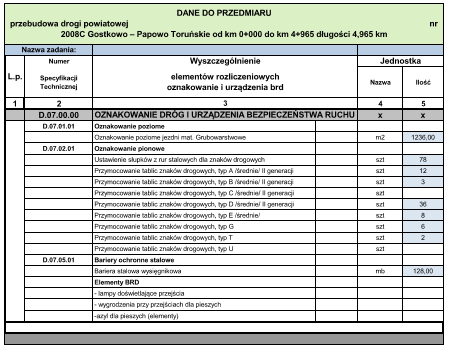 DANE DO PRZEDMIARU
przebudowa drogi powiatowej nr
2008C Gostkowo – Papowo Toruńskie od km 0+000 do km 4+965 długości 4,965 km
Nazwa zadania:
L.p. Numer Specyfikacji Technicznej Wyszczególnienie elementów rozliczeniowych oznakowanie i urządzenia brd Jednostka
Nazwa Ilość
1 2 3 4 5
D.07.00.00 OZNAKOWANIE DRÓG I URZĄDZENIA BEZPIECZEŃSTWA RUCHU x x
D.07.01.01 Oznakowanie poziome
Oznakowanie poziome jezdni mat. Grubowarstwowe m2 1236,00
D.07.02.01 Oznakowanie pionowe
Ustawienie słupków z rur stalowych dla znaków drogowych szt 78
Przymocowanie tablic znaków drogowych, typ A /średnie/ II generacji szt 12
Przymocowanie tablic znaków drogowych, typ B /średnie/ II generacji szt 3
Przymocowanie tablic znaków drogowych, typ C szt
Przymocowanie tablic znaków drogowych, typ D /średnie/ II generacji szt 36
Przymocowanie tablic znaków drogowych, typ E /średnie/ szt 8
Przymocowanie tablic znaków drogowych, typ G szt 6
Przymocowanie tablic znaków drogowych, typ T szt 2
Przymocowanie tablic znaków drogowych, typ U szt
D.07.05.01 Bariery ochronne stalowe
Bariera stalowa wysięgnikowa mb 128,00
Elementy BRD
- lampy doświetlające przejścia
- wygrodzenia przy przejściach dla pieszych
-azyl dla pieszych (elementy)